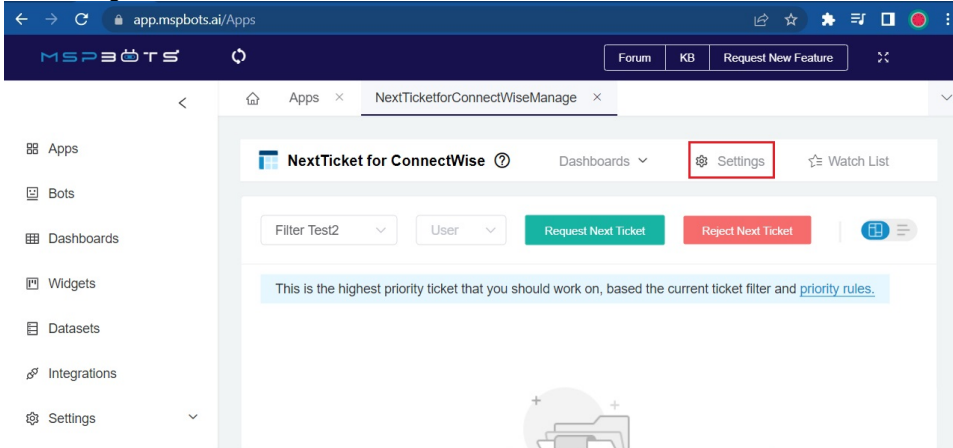 app.mspbots.ai/Apps
MSPBOTS
Forum KB Request New Feature
Apps × NextTicketforConnectWiseManage ×
Apps
Bots
Dashboards
Widgets
Datasets
Integrations
Settings
NextTicket for ConnectWise ? Dashboards Settings Watch List
Filter Test2 User Request Next Ticket Reject Next Ticket
This is the highest priority ticket that you should work on, based the current ticket filter and priority rules.